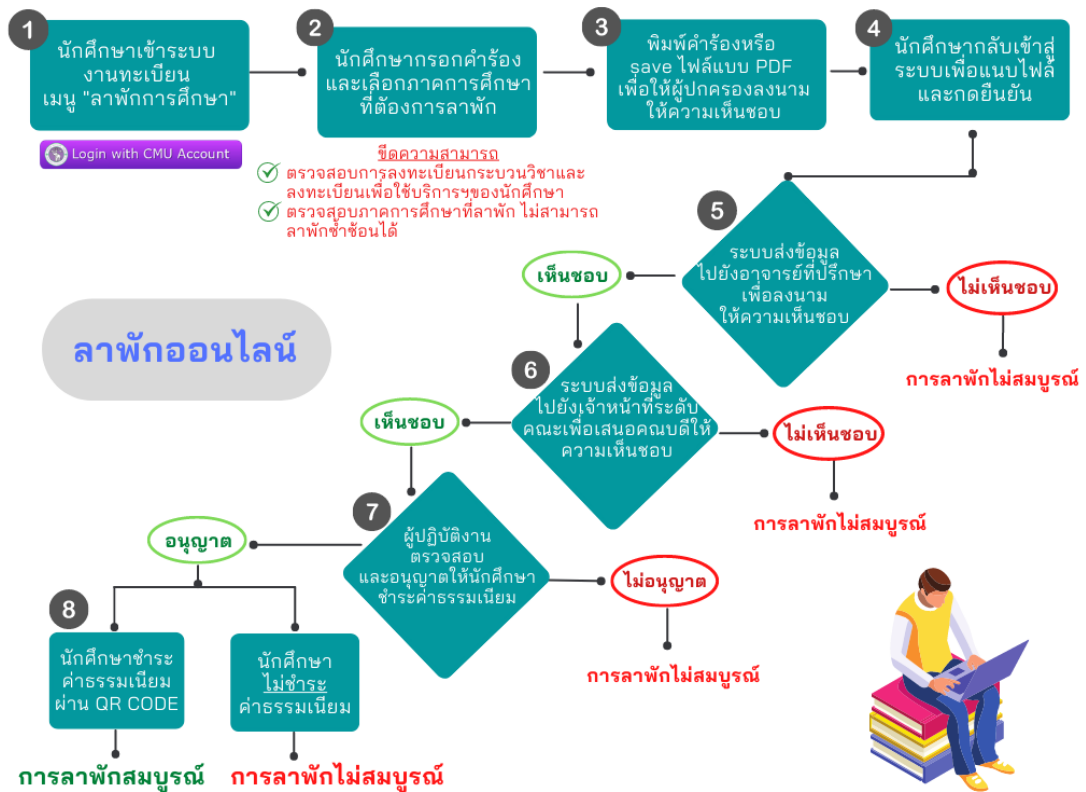 1
นักศึกษาเข้าระบบ
งานทะเบียน
เมนู "ลาพักการศึกษา"
Login with CMU Account
2
นักศึกษากรอกคำร้อง
และเลือกภาคการศึกษา
ที่ต้องการลาพัก
ขีดความสามารถ
ตรวจสอบการลงทะเบียนกระบวนวิชาและ
ลงทะเบียนเพื่อใช้บริการฯของนักศึกษา
ตรวจสอบภาคการศึกษาที่ลาพัก ไม่สามารถ
ลาพักซ้ำซ้อนได้
3
พิมพ์คำร้องหรือ
save ไฟล์แบบ PDF
เพื่อให้ผู้ปกครองลงนาม
ให้ความเห็นชอบ
4
นักศึกษากลับเข้าสู่
ระบบเพื่อแนบไฟล์
และกดยืนยัน
5
ระบบส่งข้อมูล
ไปยังอาจารย์ที่ปรึกษา
เพื่อลงนาม
ให้ความเห็นชอบ
เห็นชอบ
ไม่เห็นชอบ
การลาพักไม่สมบูรณ์
ลาพักออนไลน์
6
ระบบส่งข้อมูล
ไปยังเจ้าหน้าที่ระดับ
คณะเพื่อเสนอคณบดีให้
ความเห็นชอบ
เห็นชอบ
ไม่เห็นชอบ
การลาพักไม่สมบูรณ์
7
ผู้ปฏิบัติงาน
ตรวจสอบ
และอนุญาตให้นักศึกษา
ชำระค่าธรรมเนียม
อนุญาต
ไม่อนุญาต
การลาพักไม่สมบูรณ์
8
นักศึกษาชำระ
ค่าธรรมเนียม
ผ่าน QR CODE
การลาพักสมบูรณ์
นักศึกษา
ไม่ชำระ
ค่าธรรมเนียม
การลาพักไม่สมบูรณ์